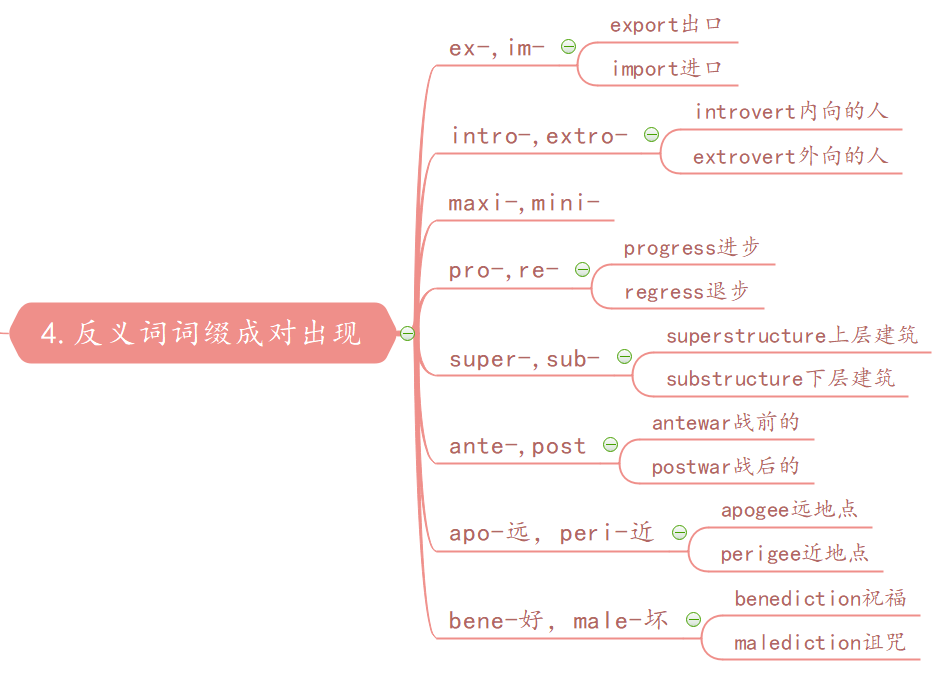 4.反义词词缀成对出现
ex-,im-
export出口
import进口
intro-,extro-
introvert内向的人
extrovert外向的人
maxi-,mini-
pro-,re-
progress进步
regress退步
super-,sub-
superstructure上层建筑
substructure下层建筑
ante-,post
antewar战前的
postwar战后的
apo-远, peri-近
apogee远地点
perigee近地点
bene-好, male-坏
benediction祝福
malediction诅咒